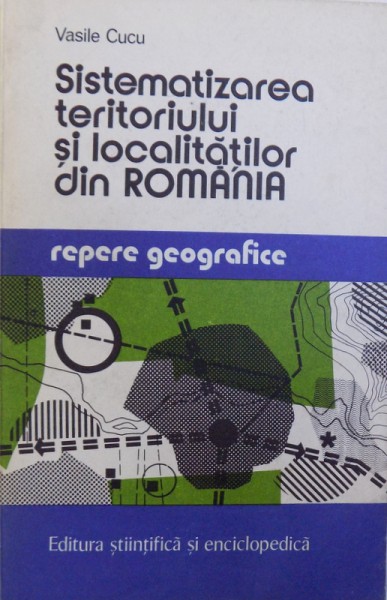 Vasile Cucu
Sistematizarea
teritoriului
și localităților
din ROMÂNIA
repere geografice
Editura științifică și enciclopedică